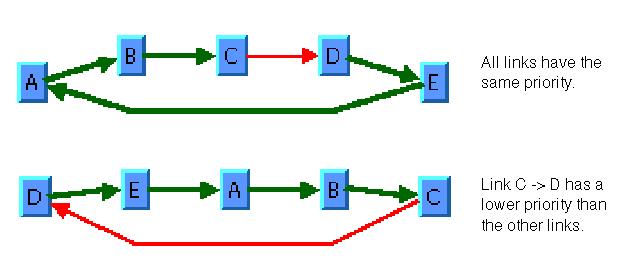 B C D
A E
All links have the
same priority.
D E A B C
Link C -> D has a
lower priority than
the other links.